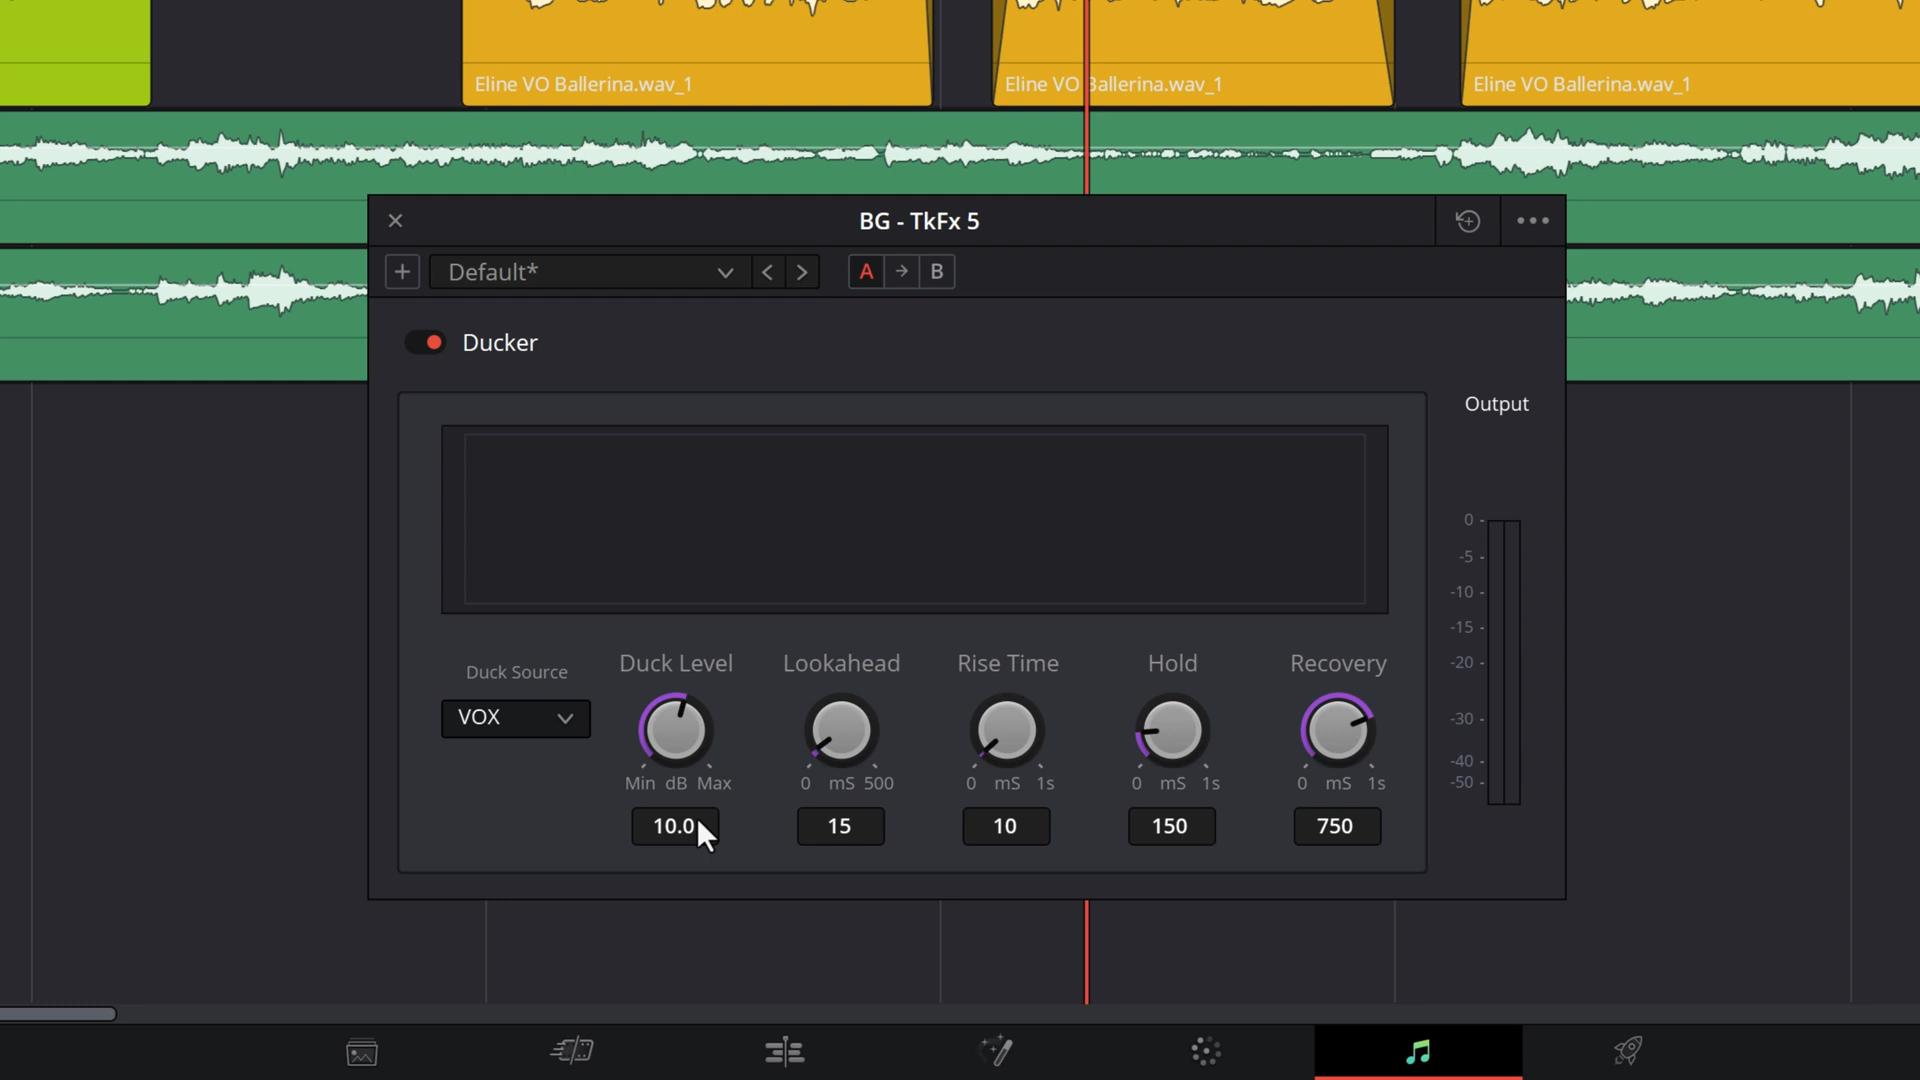 Eline VO Ballerina.wav_1
Eline VO Ballerina.wav_1
Eline VO Ballerina.wav_1
BG - TkFx 5
Default*
A
B
Ducker
Output
0
-5
-10
-15
-20
-30
-40
-50
Duck Source
VOX
Duck Level
Min dB Max
10.0
Lookahead
0 mS 500
15
Rise Time
0 mS 1s
10
Hold
0 mS 1s
150
Recovery
0 mS 1s
750